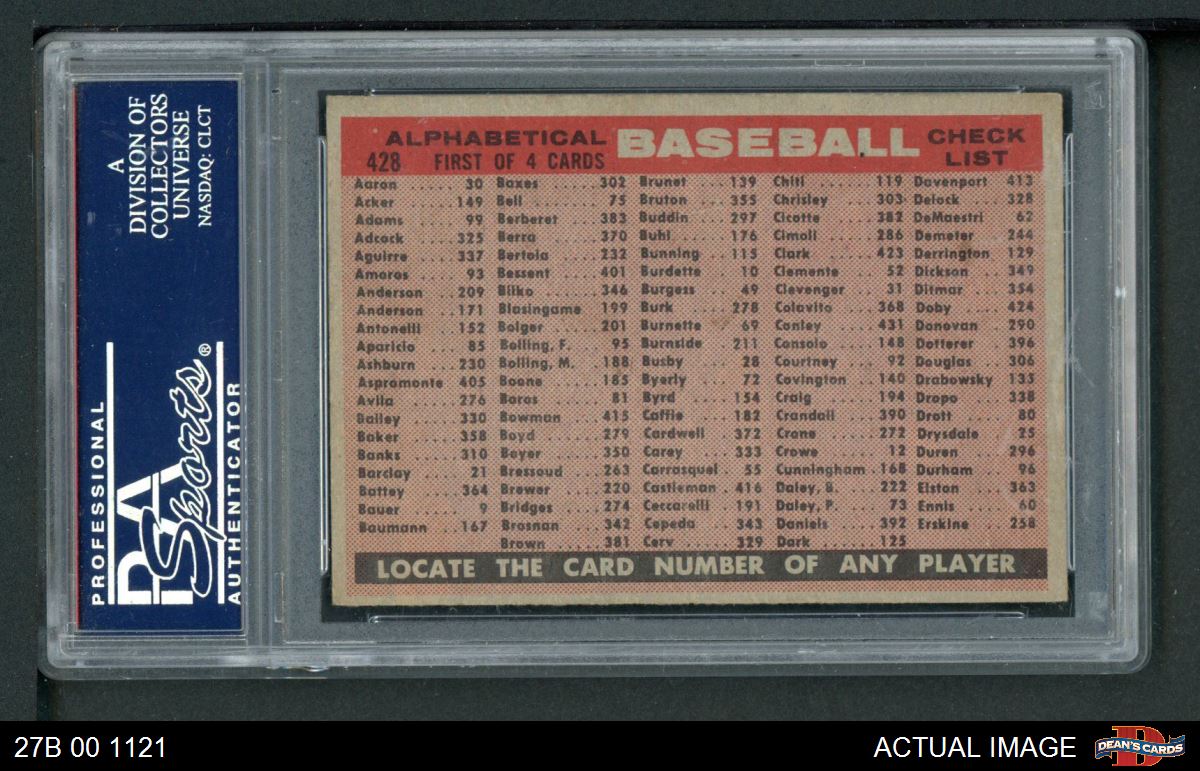 A
DIVISION OF
COLLECTORS
UNIVERSE
NASDAQ: CLCT
PROFESSIONAL
PSA
Sports®
AUTHENTICATOR
ALPHABETICAL BASEBALL CHECK LIST
428 FIRST OF 4 CARDS
Aaron .... 30
Acker .... 149
Adams .... 99
Adcock .... 325
Aguirre .... 337
Amoros .... 93
Anderson .... 209
Anderson .... 171
Antonelli .... 152
Aparicio .... 85
Ashburn .... 230
Aspromonte 405
Avila .... 276
Bailey .... 330
Baker .... 358
Banks .... 310
Barclay .... 21
Battey .... 364
Bauer .... 9
Baumann .... 167
Baxes .... 302
Bell .... 75
Berberet .... 383
Berra .... 370
Bertoia .... 232
Bessent .... 401
Bilko .... 346
Blasingame 199
Bolger .... 201
Bolling, F. .... 95
Bolling, M. .... 188
Boone .... 185
Boros .... 81
Bowman .... 415
Boyd .... 279
Boyer .... 350
Bressoud .... 263
Brewer .... 220
Bridges .... 274
Brosnan .... 342
Brown .... 381
Brunet .... 139
Bruton .... 355
Buddin .... 297
Buhl .... 176
Bunning .... 115
Burdette .... 10
Burgess .... 49
Burk .... 278
Burnette .... 69
Burnside .... 211
Busby .... 28
Byerly .... 72
Byrd .... 154
Caffie .... 182
Cardwell .... 372
Carey .... 333
Carrasquel .. 55
Castleman . 416
Ceccarelli .. 191
Cepeda .... 343
Cerv .... 329
Chiti .... 119
Chrisley .... 303
Cicotte .... 382
Cimoli .... 286
Clark .... 423
Clemente .... 52
Clevenger .... 31
Colavito .... 368
Conley .... 431
Consolo .... 148
Courtney .... 92
Covington .. 140
Craig .... 194
Crandall .... 390
Crone .... 272
Crowe .... 12
Cunningham . 168
Daley, B. .... 222
Daley, P. .... 73
Daniels .... 392
Dark .... 125
Davenport 413
Delock .... 328
DeMaestri 62
Demeter .. 244
Derrington 129
Dickson .. 349
Ditmar .... 354
Doby .... 424
Donovan .. 290
Dotterer .. 396
Douglas .. 306
Drabowsky 135
Dropo .... 338
Drott .... 80
Drysdale .. 25
Duren .... 296
Durham .. 96
Elston .... 363
Ennis .... 60
Erskine .. 258
LOCATE THE CARD NUMBER OF ANY PLAYER
27B 00 1121
ACTUAL IMAGE
DEAN'S CARDS